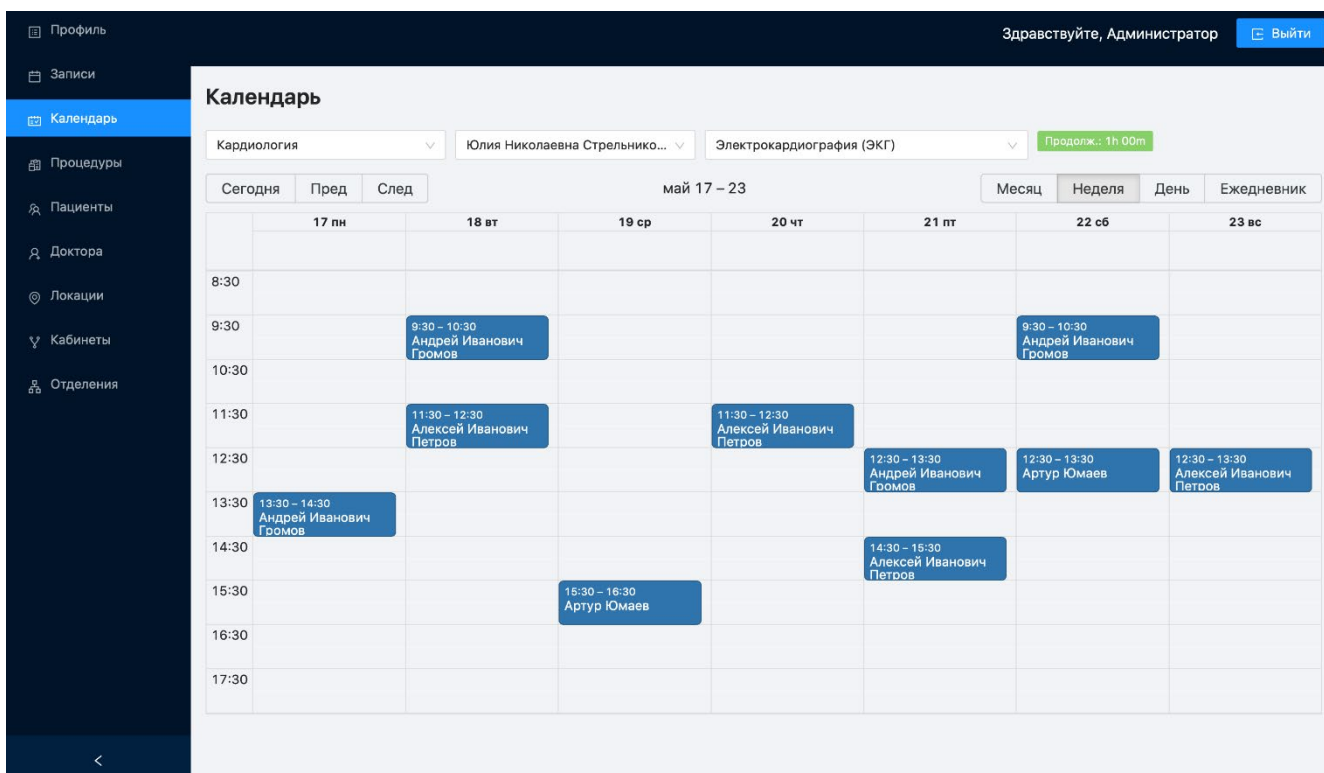 Профиль
Здравствуйте, Администратор
Выйти
Записи
Календарь
Процедуры
Пациенты
Доктора
Локации
Кабинеты
Отделения
Календарь
Кардиология
Юлия Николаевна Стрельнико...
Электрокардиография (ЭКГ)
Продолж.: 1h 00m
Сегодня Пред След
май 17 – 23
Месяц Неделя День Ежедневник
17 пн 18 вт 19 ср 20 чт 21 пт 22 сб 23 вс
8:30
9:30
9:30 – 10:30
Андрей Иванович
Громов
9:30 – 10:30
Андрей Иванович
Громов
10:30
11:30
11:30 – 12:30
Алексей Иванович
Петров
11:30 – 12:30
Алексей Иванович
Петров
12:30
12:30 – 13:30
Андрей Иванович
Громов
12:30 – 13:30
Артур Юмаев
12:30 – 13:30
Алексей Иванович
Петров
13:30
13:30 – 14:30
Андрей Иванович
Громов
14:30
14:30 – 15:30
Алексей Иванович
Петров
15:30
15:30 – 16:30
Артур Юмаев
16:30
17:30